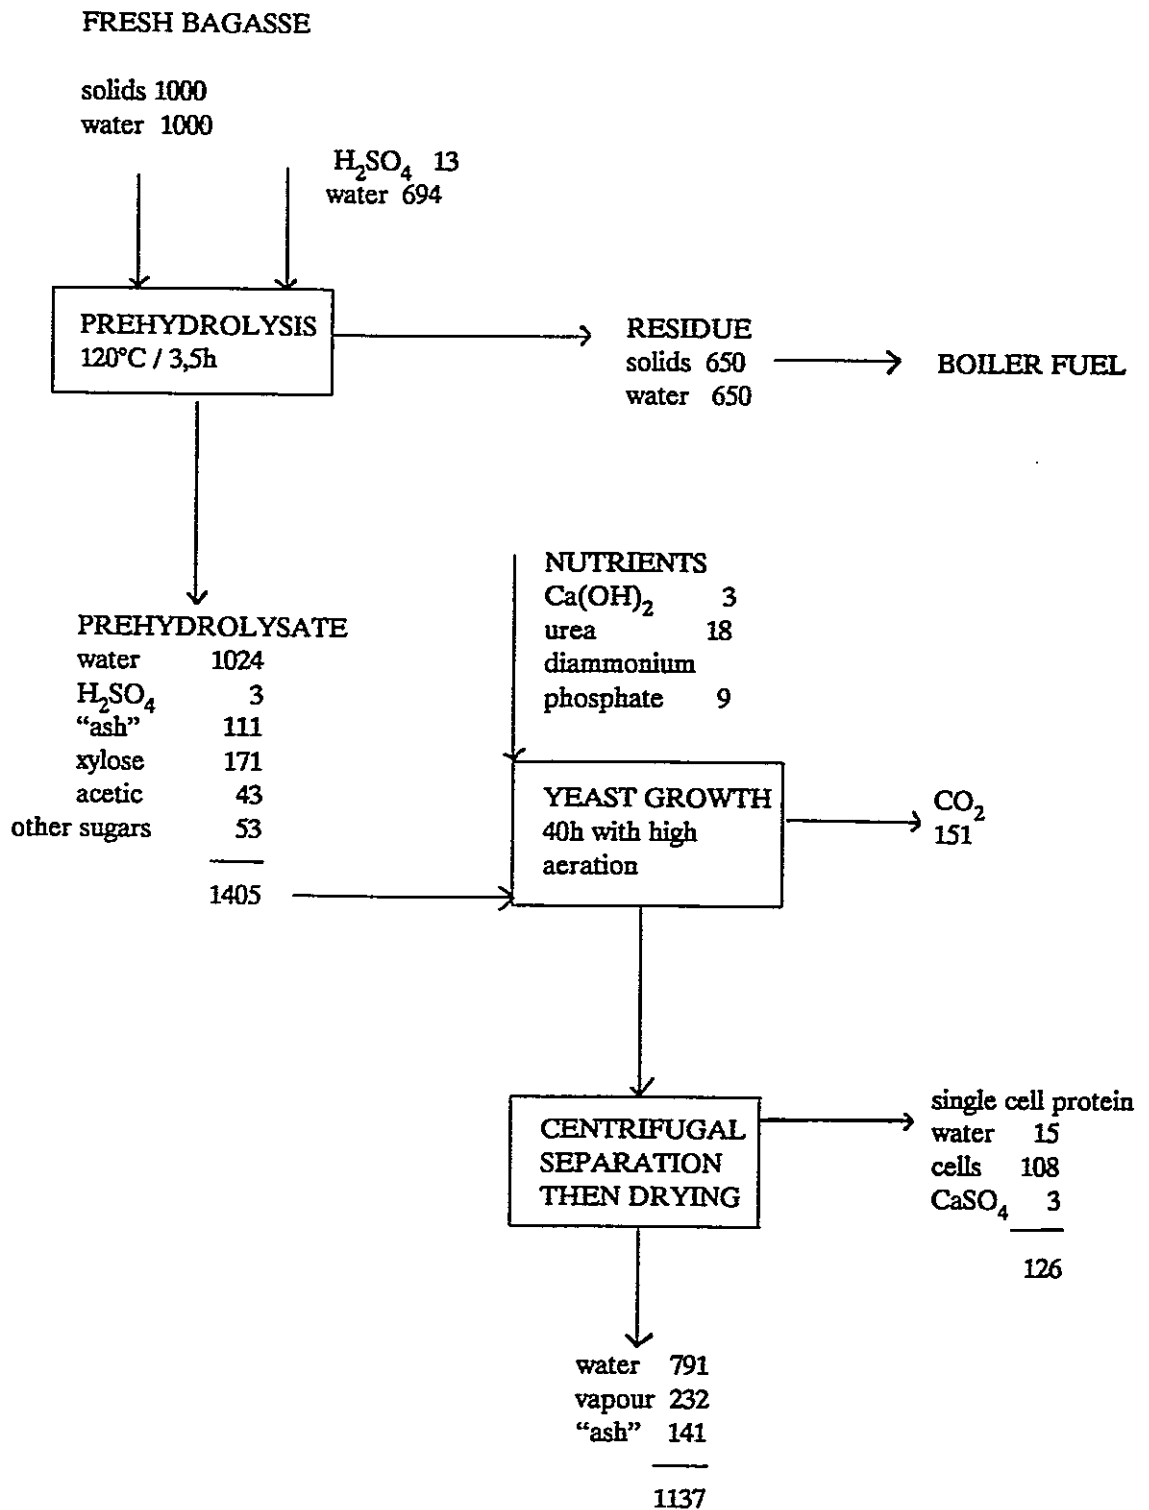 FRESH BAGASSE
solids 1000
water 1000
H₂SO₄ 13
water 694
PREHYDROLYSIS
120°C / 3,5h
RESIDUE
solids 650
water 650
BOILER FUEL
PREHYDROLYSATE
water 1024
H₂SO₄ 3
“ash” 111
xylose 171
acetic 43
other sugars 53
1405
NUTRIENTS
Ca(OH)₂ 3
urea 18
diammonium
phosphate 9
YEAST GROWTH
40h with high
aeration
CO₂
151
CENTRIFUGAL
SEPARATION
THEN DRYING
single cell protein
water 15
cells 108
CaSO₄ 3
126
water 791
vapour 232
“ash” 141
1137